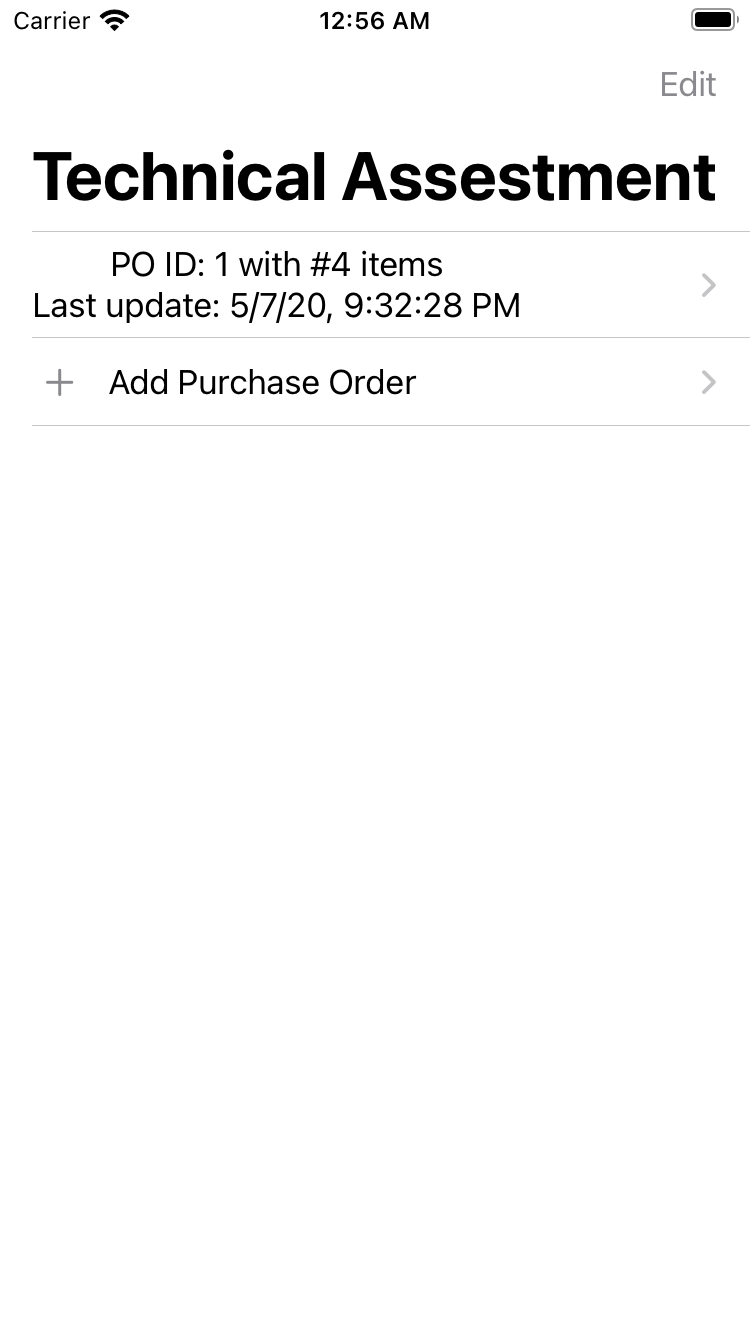 Carrier 12:56 AM
Edit
Technical Assestment
PO ID: 1 with #4 items
Last update: 5/7/20, 9:32:28 PM
Add Purchase Order